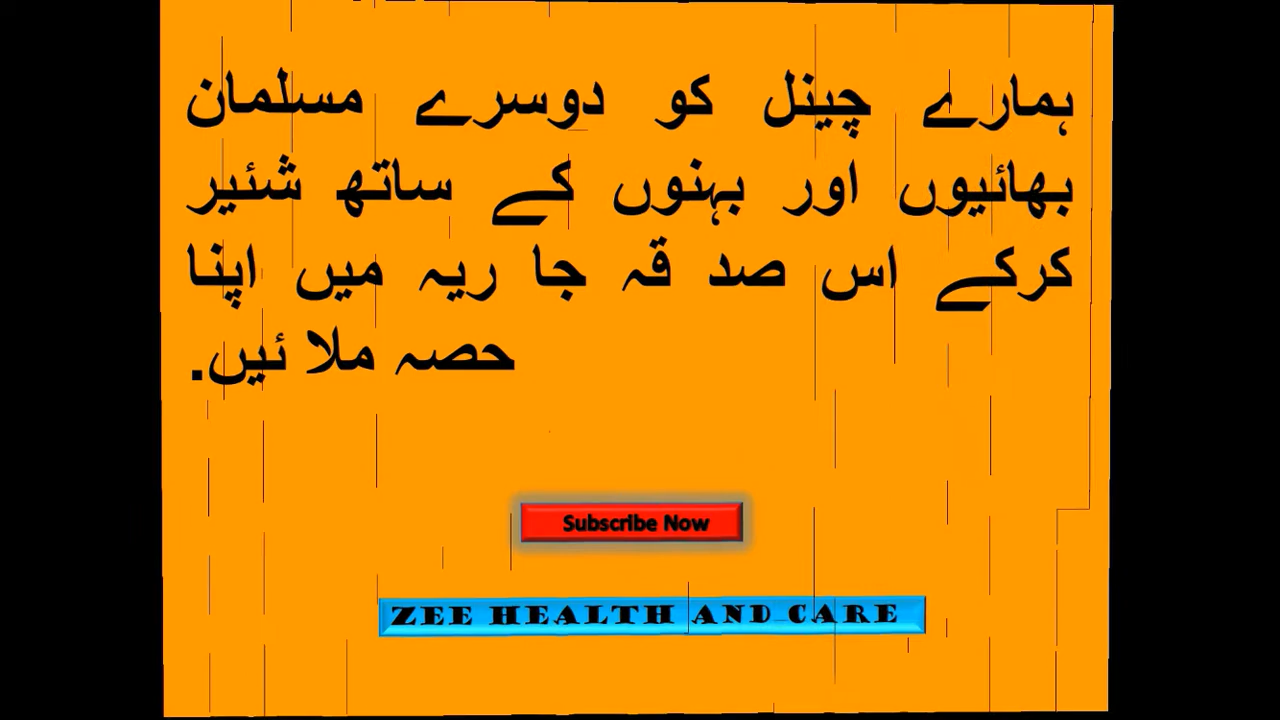 ہمارے چینل کو دوسرے مسلمان
بھائیوں اور بہنوں کے ساتھ شئیر
کرکے اس صد قہ جا ریہ میں اپنا
حصہ ملا ئیں.
Subscribe Now
ZEE HEALTH AND CARE